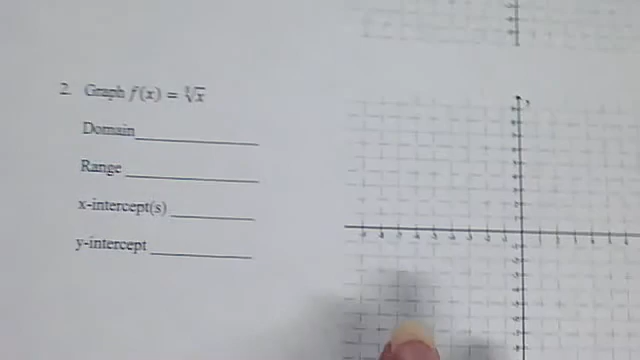 2. Graph f(x) = ∛x
Domain
Range
x-intercept(s)
y-intercept